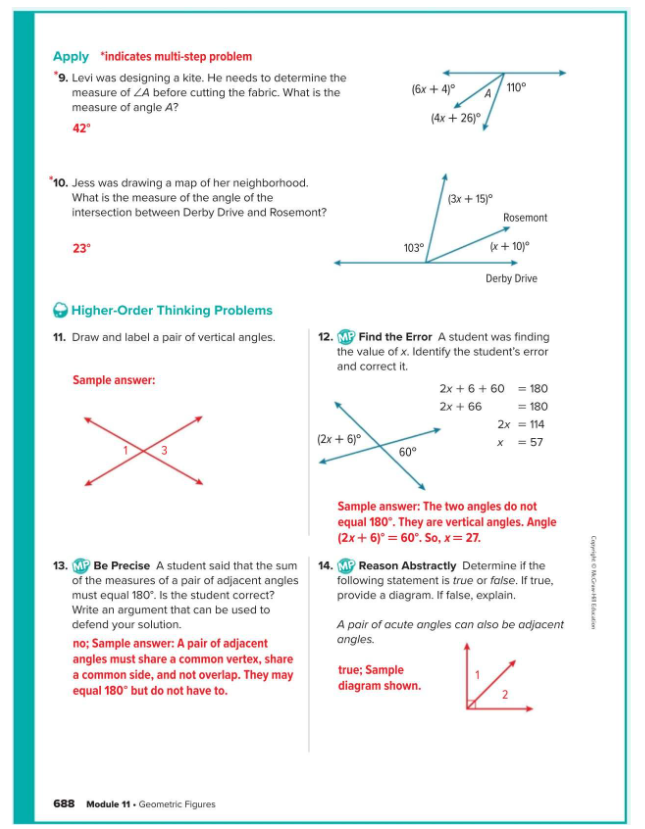 Apply *indicates multi-step problem
*9. Levi was designing a kite. He needs to determine the
measure of ∠A before cutting the fabric. What is the
measure of angle A?
42°
(6x + 4)°
A
110°
(4x + 26)°
*10. Jess was drawing a map of her neighborhood.
What is the measure of the angle of the
intersection between Derby Drive and Rosemont?
23°
(3x + 15)°
Rosemont
103°
(x + 10)°
Derby Drive
Higher-Order Thinking Problems
11. Draw and label a pair of vertical angles.
Sample answer:
1
3
12. MP Find the Error A student was finding
the value of x. Identify the student's error
and correct it.
2x + 6 + 60 = 180
2x + 66 = 180
2x = 114
x = 57
(2x + 6)°
60°
Sample answer: The two angles do not
equal 180°. They are vertical angles. Angle
(2x + 6)° = 60°. So, x = 27.
13. MP Be Precise A student said that the sum
of the measures of a pair of adjacent angles
must equal 180°. Is the student correct?
Write an argument that can be used to
defend your solution.
no; Sample answer: A pair of adjacent
angles must share a common vertex, share
a common side, and not overlap. They may
equal 180° but do not have to.
14. MP Reason Abstractly Determine if the
following statement is true or false. If true,
provide a diagram. If false, explain.
A pair of acute angles can also be adjacent
angles.
true; Sample
diagram shown.
1
2
Copyright © McGraw-Hill Education
688 Module 11 • Geometric Figures